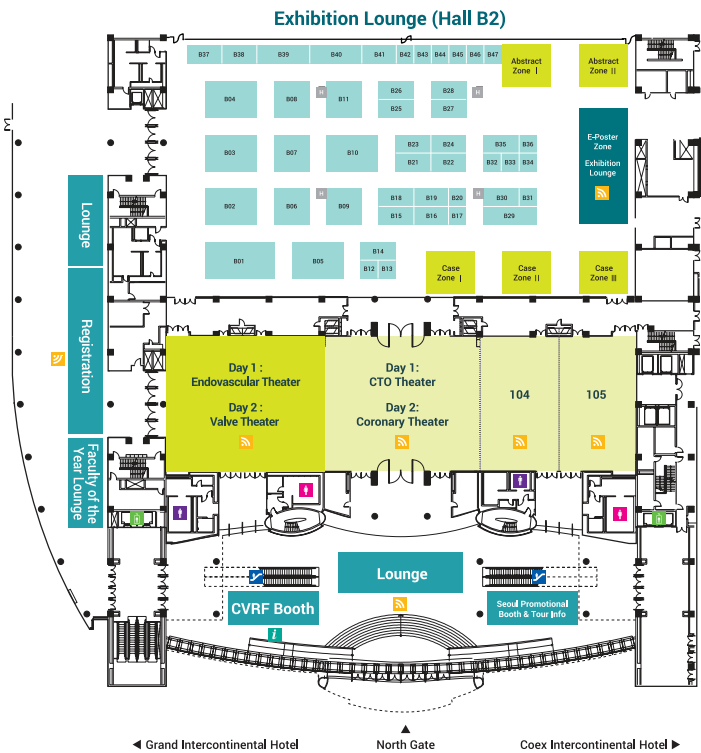 Exhibition Lounge (Hall B2)
B37 B38 B39 B40 B41 B42 B43 B44 B45 B46 B47
Abstract
Zone I
Abstract
Zone II
B04 B08 H B11 B26 B28 H
B25 B27
E-Poster
Zone
Exhibition
Lounge
B03 B07 B10 B23 B24 B35 B36
B21 B22 B32 B33 B34
B02 B06 H B09 B18 B19 B20 H B30 B31
B15 B16 B17 B29
B01 B05 B14
B12 B13
Case
Zone I
Case
Zone II
Case
Zone III
Lounge
Registration
Faculty of the
Year Lounge
Day 1 :
Endovascular Theater
Day 2 :
Valve Theater
Day 1:
CTO Theater
Day 2:
Coronary Theater
104
105
Lounge
CVRF Booth
i
Seoul Promotional
Booth & Tour Info
◀ Grand Intercontinental Hotel
▲
North Gate
Coex Intercontinental Hotel ▶